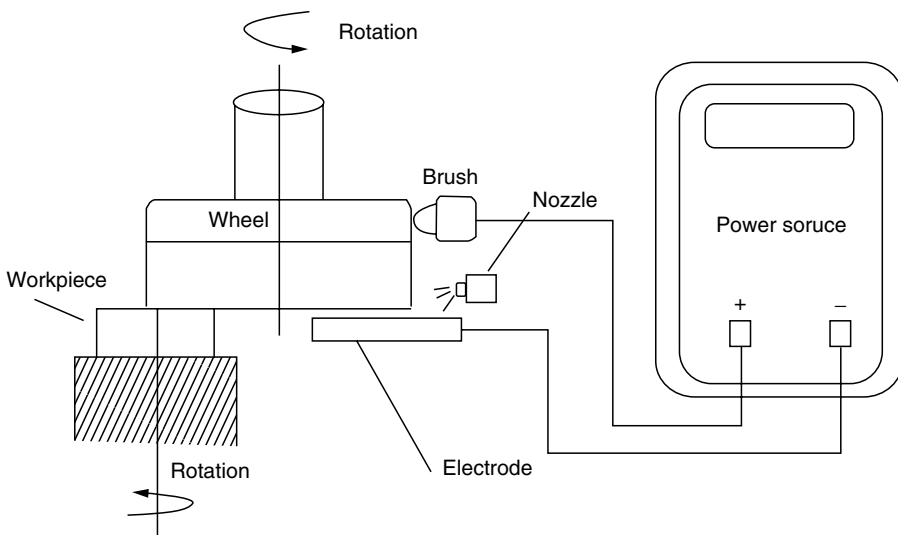 Rotation
Brush
Nozzle
Wheel
Power soruce
Workpiece
+ −
Rotation
Electrode